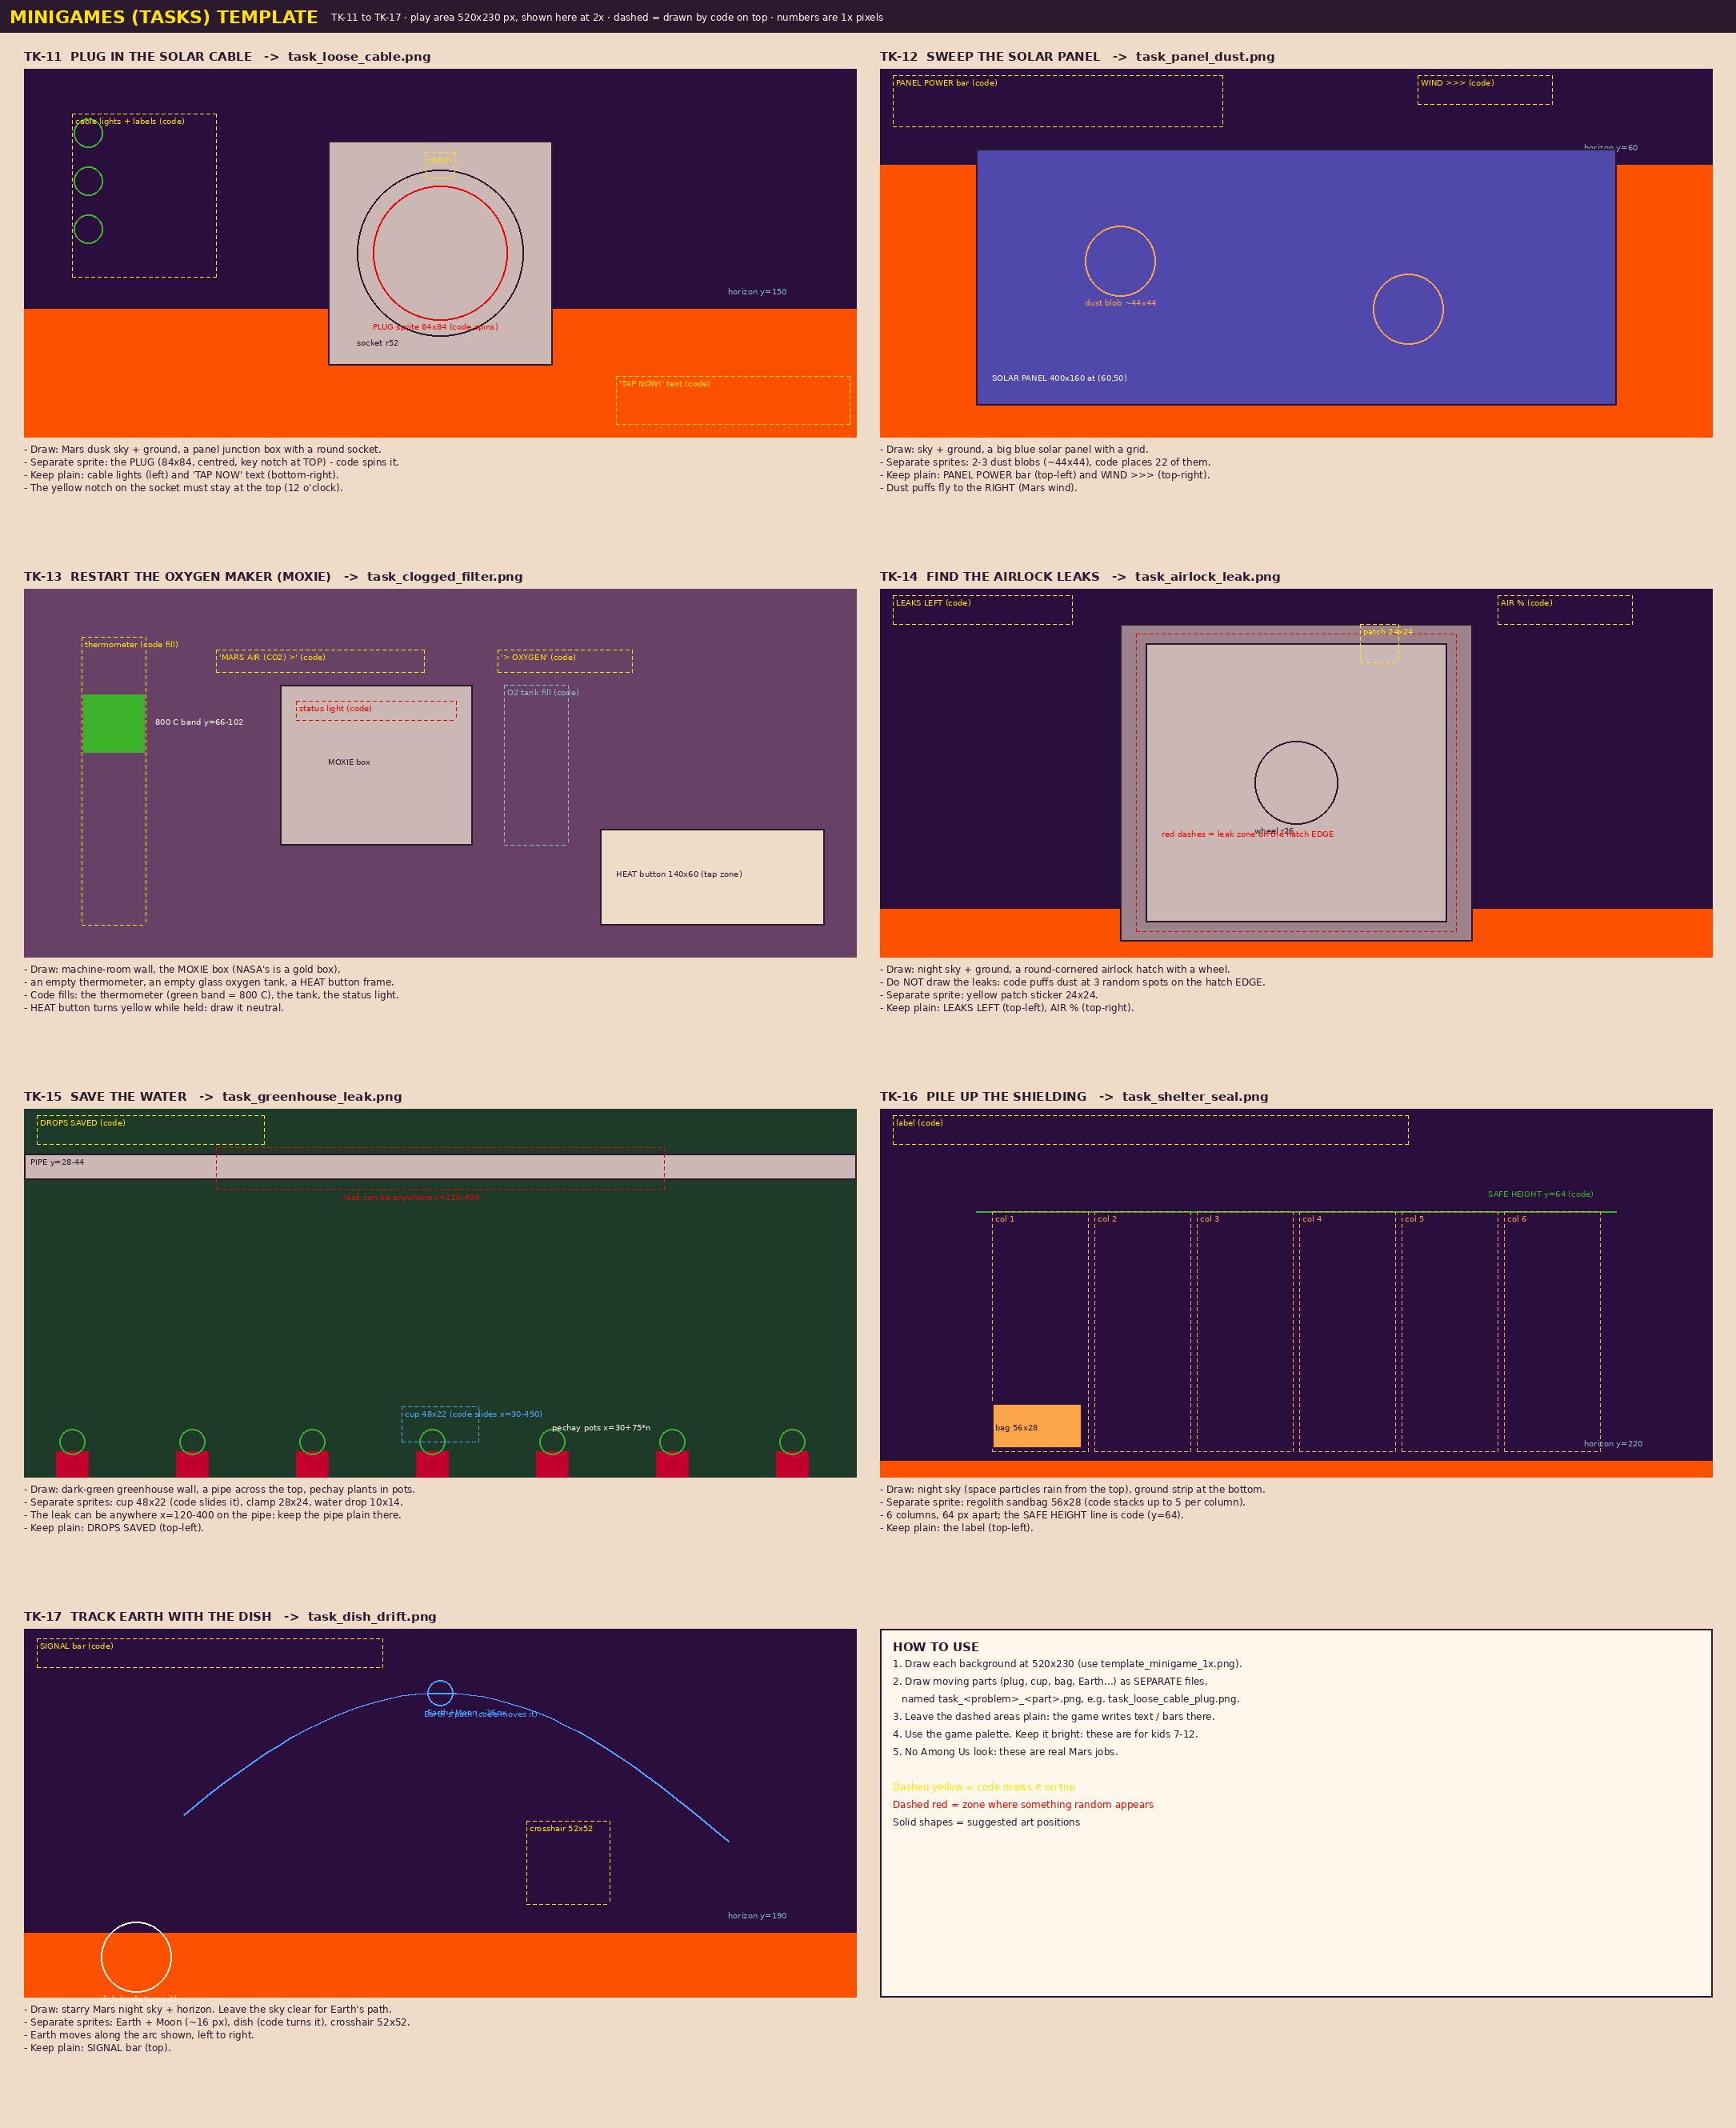 MINIGAMES (TASKS) TEMPLATE TK-11 to TK-17 · play area 520x230 px, shown here at 2x · dashed = drawn by code on top · numbers are 1x pixels
TK-11 PLUG IN THE SOLAR CABLE -> task_loose_cable.png
cable lights + labels (code)
notch
horizon y=150
PLUG sprite 84x84 (code spins)
socket r52
'TAP NOW!' text (code)
- Draw: Mars dusk sky + ground, a panel junction box with a round socket.
- Separate sprite: the PLUG (84x84, centred, key notch at TOP) - code spins it.
- Keep plain: cable lights (left) and 'TAP NOW' text (bottom-right).
- The yellow notch on the socket must stay at the top (12 o'clock).
TK-12 SWEEP THE SOLAR PANEL -> task_panel_dust.png
PANEL POWER bar (code)
WIND >>> (code)
horizon y=60
dust blob ~44x44
SOLAR PANEL 400x160 at (60,50)
- Draw: sky + ground, a big blue solar panel with a grid.
- Separate sprites: 2-3 dust blobs (~44x44), code places 22 of them.
- Keep plain: PANEL POWER bar (top-left) and WIND >>> (top-right).
- Dust puffs fly to the RIGHT (Mars wind).
TK-13 RESTART THE OXYGEN MAKER (MOXIE) -> task_clogged_filter.png
thermometer (code fill)
'MARS AIR (CO2) >' (code)
'> OXYGEN' (code)
O2 tank fill (code)
status light (code)
800 C band y=66-102
MOXIE box
HEAT button 140x60 (tap zone)
- Draw: machine-room wall, the MOXIE box (NASA's is a gold box),
- an empty thermometer, an empty glass oxygen tank, a HEAT button frame.
- Code fills: the thermometer (green band = 800 C), the tank, the status light.
- HEAT button turns yellow while held: draw it neutral.
TK-14 FIND THE AIRLOCK LEAKS -> task_airlock_leak.png
LEAKS LEFT (code)
AIR % (code)
patch 24x24
wheel r26
red dashes = leak zone on the hatch EDGE
- Draw: night sky + ground, a round-cornered airlock hatch with a wheel.
- Do NOT draw the leaks: code puffs dust at 3 random spots on the hatch EDGE.
- Separate sprite: yellow patch sticker 24x24.
- Keep plain: LEAKS LEFT (top-left), AIR % (top-right).
TK-15 SAVE THE WATER -> task_greenhouse_leak.png
DROPS SAVED (code)
PIPE y=28-44
leak can be anywhere x=120-400
cup 48x22 (code slides x=30-490)
pechay pots x=30+75*n
- Draw: dark-green greenhouse wall, a pipe across the top, pechay plants in pots.
- Separate sprites: cup 48x22 (code slides it), clamp 28x24, water drop 10x14.
- The leak can be anywhere x=120-400 on the pipe: keep the pipe plain there.
- Keep plain: DROPS SAVED (top-left).
TK-16 PILE UP THE SHIELDING -> task_shelter_seal.png
label (code)
SAFE HEIGHT y=64 (code)
col 1 col 2 col 3 col 4 col 5 col 6
bag 56x28
horizon y=220
- Draw: night sky (space particles rain from the top), ground strip at the bottom.
- Separate sprite: regolith sandbag 56x28 (code stacks up to 5 per column).
- 6 columns, 64 px apart; the SAFE HEIGHT line is code (y=64).
- Keep plain: the label (top-left).
TK-17 TRACK EARTH WITH THE DISH -> task_dish_drift.png
SIGNAL bar (code)
Earth's path (code moves it)
crosshair 52x52
horizon y=190
- Draw: starry Mars night sky + horizon. Leave the sky clear for Earth's path.
- Separate sprites: Earth + Moon (~16 px), dish (code turns it), crosshair 52x52.
- Earth moves along the arc shown, left to right.
- Keep plain: SIGNAL bar (top).
HOW TO USE
1. Draw each background at 520x230 (use template_minigame_1x.png).
2. Draw moving parts (plug, cup, bag, Earth...) as SEPARATE files,
named task_<problem>_<part>.png, e.g. task_loose_cable_plug.png.
3. Leave the dashed areas plain: the game writes text / bars there.
4. Use the game palette. Keep it bright: these are for kids 7-12.
5. No Among Us look: these are real Mars jobs.
Dashed yellow = code draws it on top
Dashed red = zone where something random appears
Solid shapes = suggested art positions